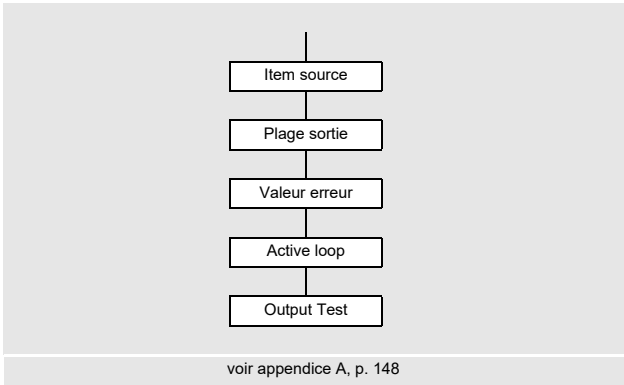 Item source
Plage sortie
Valeur erreur
Active loop
Output Test
voir appendice A, p. 148